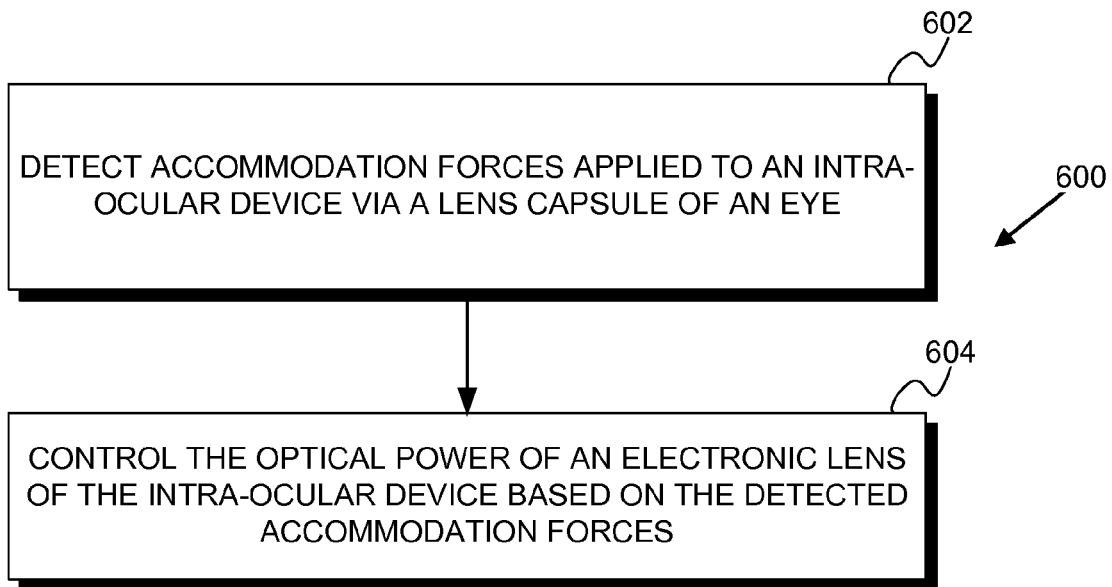 602
DETECT ACCOMMODATION FORCES APPLIED TO AN INTRA-
OCULAR DEVICE VIA A LENS CAPSULE OF AN EYE
600
604
CONTROL THE OPTICAL POWER OF AN ELECTRONIC LENS
OF THE INTRA-OCULAR DEVICE BASED ON THE DETECTED
ACCOMMODATION FORCES